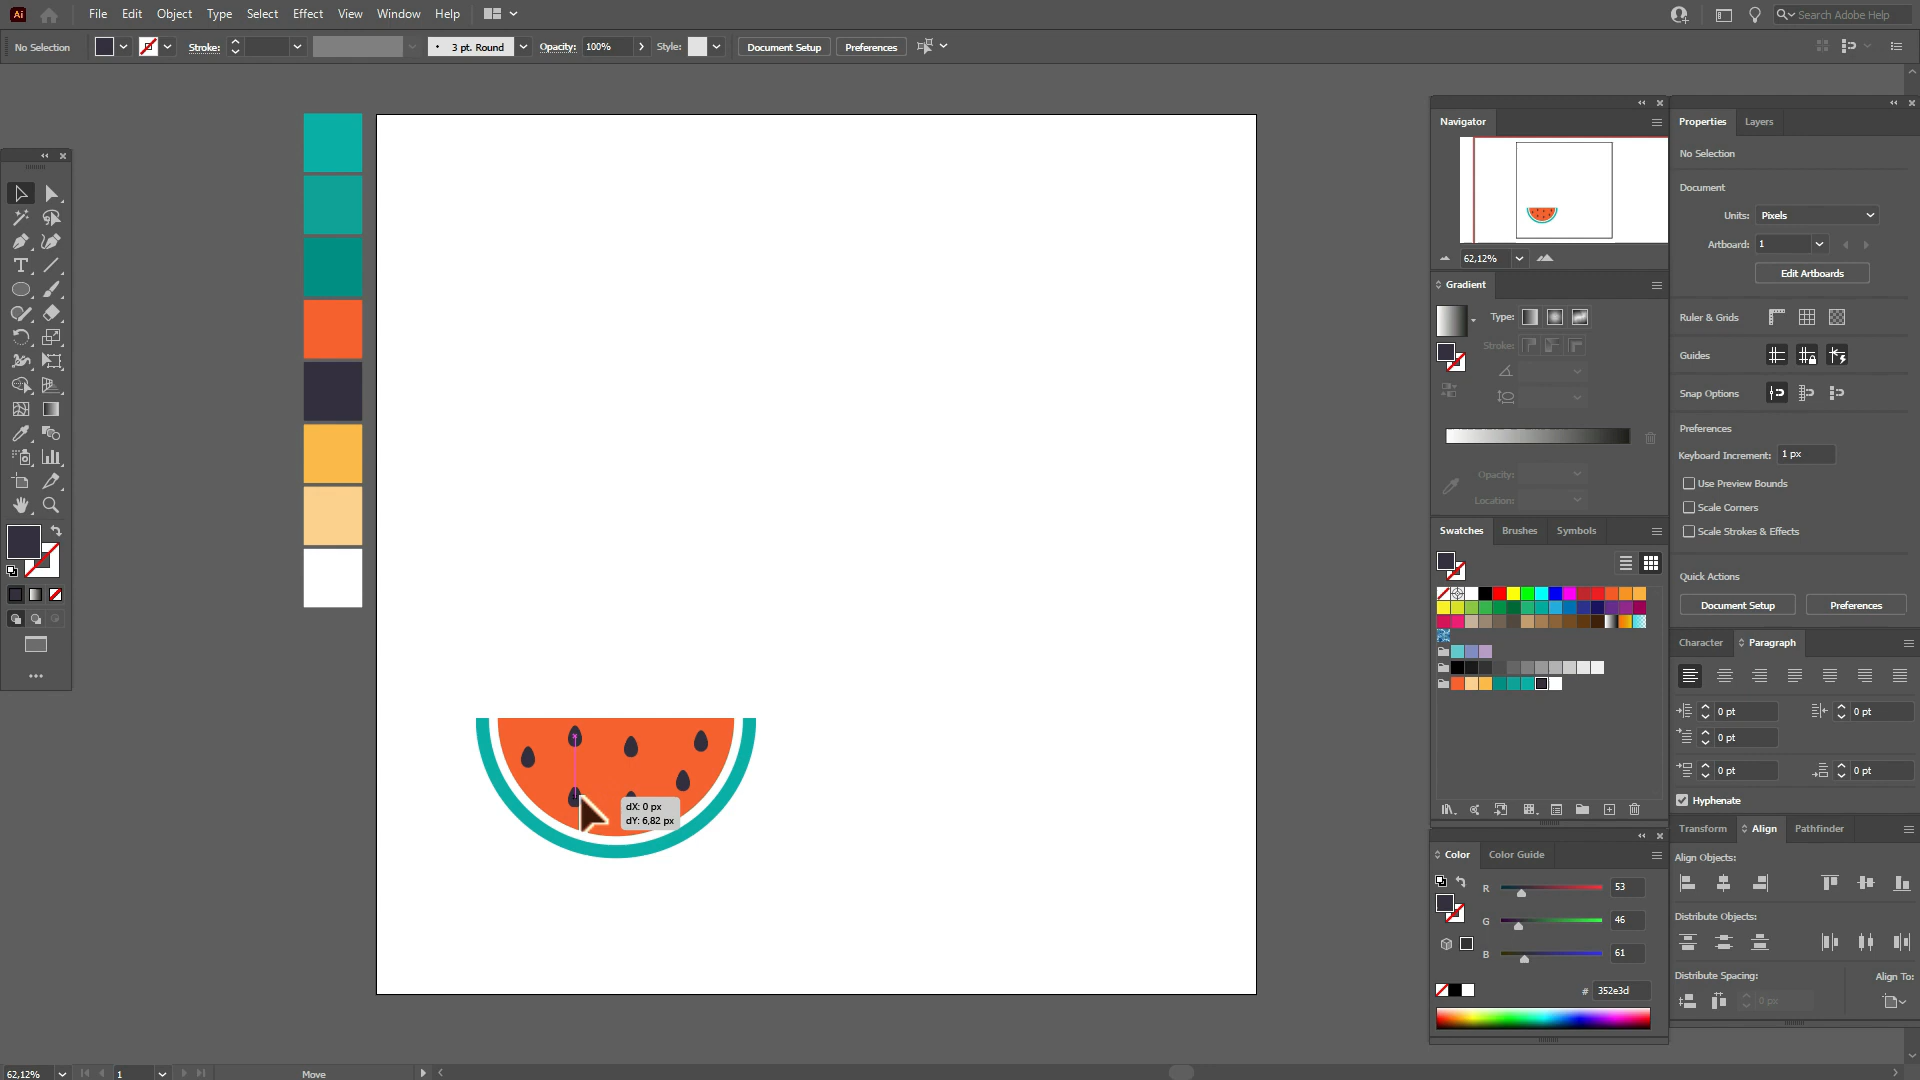 Ai File Edit Object Type Select Effect View Window Help Search Adobe Help
No Selection Stroke: 3 pt. Round Opacity: 100% Style: Document Setup Preferences
Navigator
62,12%
Gradient
Type:
Stroke:
Opacity:
Location:
Swatches Brushes Symbols
Color Color Guide
R 53
G 46
B 61
# 352e3d
Properties Layers
No Selection
Document
Units: Pixels
Artboard: 1
Edit Artboards
Ruler & Grids
Guides
Snap Options
Preferences
Keyboard Increment: 1 px
Use Preview Bounds
Scale Corners
Scale Strokes & Effects
Quick Actions
Document Setup Preferences
Character Paragraph
0 pt 0 pt
0 pt
0 pt 0 pt
Hyphenate
Transform Align Pathfinder
Align Objects:
Distribute Objects:
Distribute Spacing: Align To:
0 px
dX: 0 px
dY: 6,82 px
62,12% 1 Move